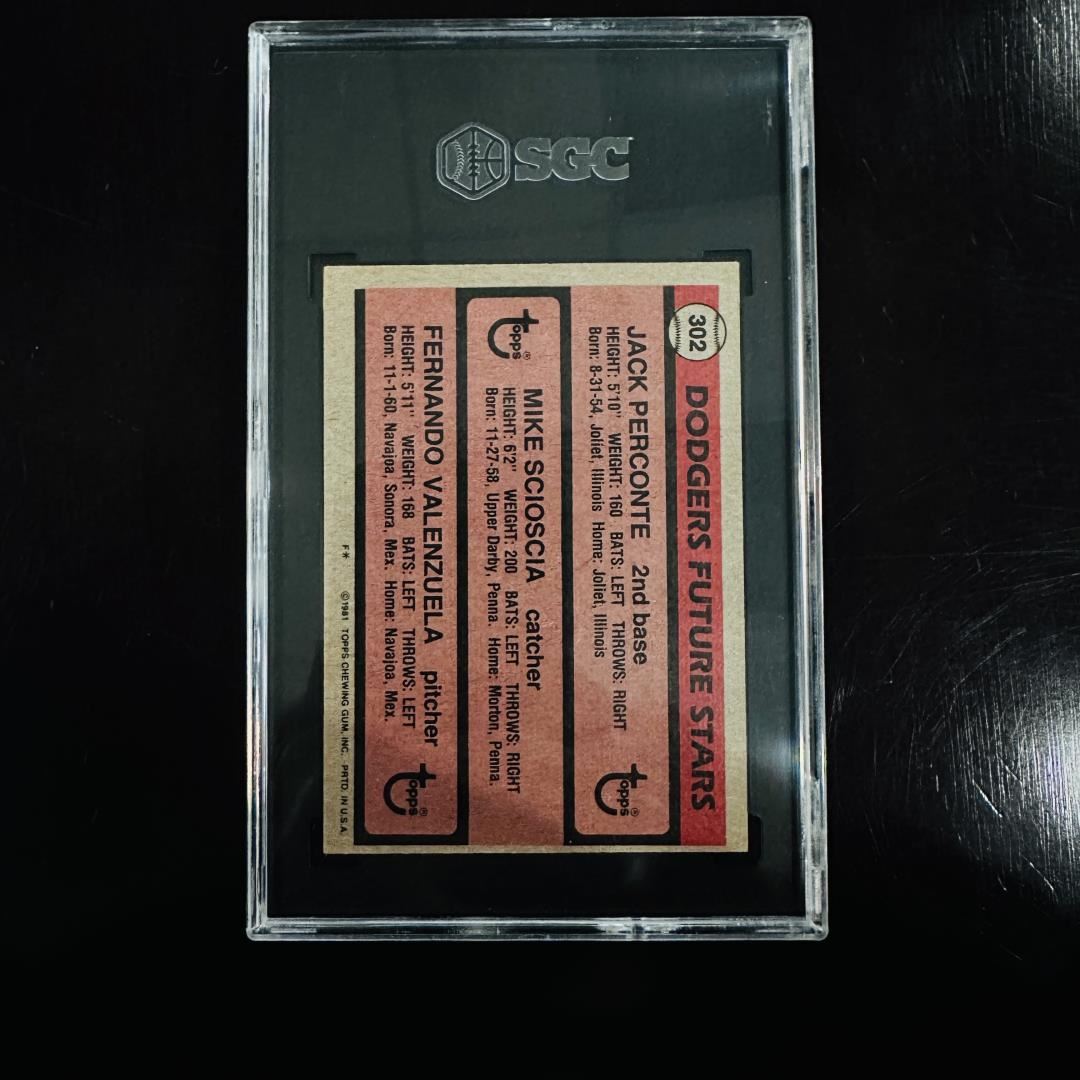 SGC
302
DODGERS FUTURE STARS
JACK PERCONTE 2nd base
HEIGHT: 5'10" WEIGHT: 160 BATS: LEFT THROWS: RIGHT
Born: 8-31-54, Joliet, Illinois Home: Joliet, Illinois
Topps®
Topps®
MIKE SCIOSCIA catcher
HEIGHT: 6'2" WEIGHT: 200 BATS: LEFT THROWS: RIGHT
Born: 11-27-58, Upper Darby, Penna. Home: Morton, Penna.
FERNANDO VALENZUELA pitcher
HEIGHT: 5'11" WEIGHT: 168 BATS: LEFT THROWS: LEFT
Born: 11-1-60, Navajoa, Sonora, Mex. Home: Navajoa, Mex.
Topps®
F* ©1981 TOPPS CHEWING GUM, INC. PRTD. IN U.S.A.